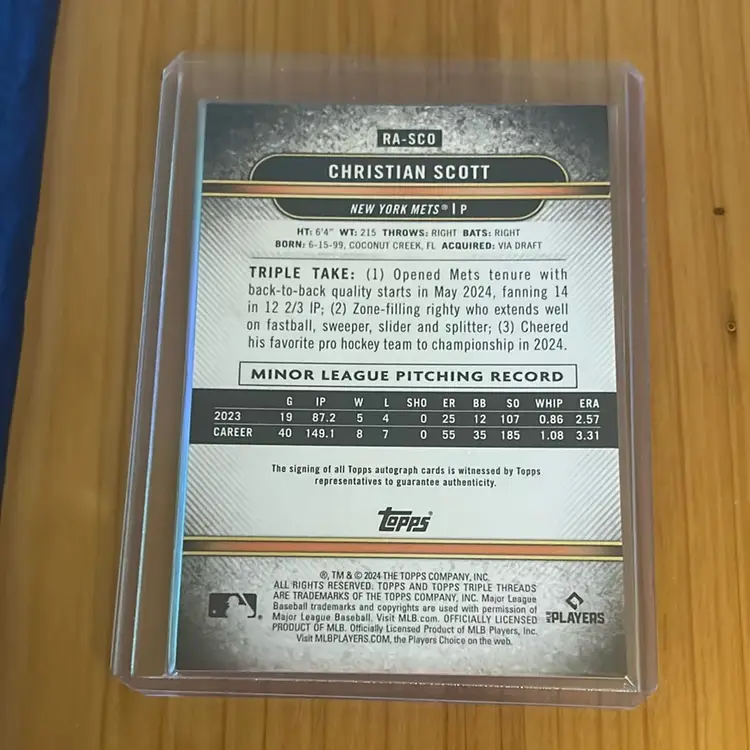 RA-SCO
CHRISTIAN SCOTT
NEW YORK METS® | P
HT: 6'4" WT: 215 THROWS: RIGHT BATS: RIGHT
BORN: 6-15-99, COCONUT CREEK, FL ACQUIRED: VIA DRAFT
TRIPLE TAKE: (1) Opened Mets tenure with
back-to-back quality starts in May 2024, fanning 14
in 12 2/3 IP; (2) Zone-filling righty who extends well
on fastball, sweeper, slider and splitter; (3) Cheered
his favorite pro hockey team to championship in 2024.
MINOR LEAGUE PITCHING RECORD
G IP W L SHO ER BB SO WHIP ERA
2023 19 87.2 5 4 0 25 12 107 0.86 2.57
CAREER 40 149.1 8 7 0 55 35 185 1.08 3.31
The signing of all Topps autograph cards is witnessed by Topps
representatives to guarantee authenticity.
topps®
®, TM & © 2024 THE TOPPS COMPANY, INC.
ALL RIGHTS RESERVED. TOPPS AND TOPPS TRIPLE THREADS
ARE TRADEMARKS OF THE TOPPS COMPANY, INC. Major League
Baseball trademarks and copyrights are used with permission of
Major League Baseball. Visit MLB.com. OFFICIALLY LICENSED
PRODUCT OF MLB. Officially Licensed Product of MLB Players, Inc.
Visit MLBPLAYERS.COM, the Players Choice on the web.
MLB PLAYERS